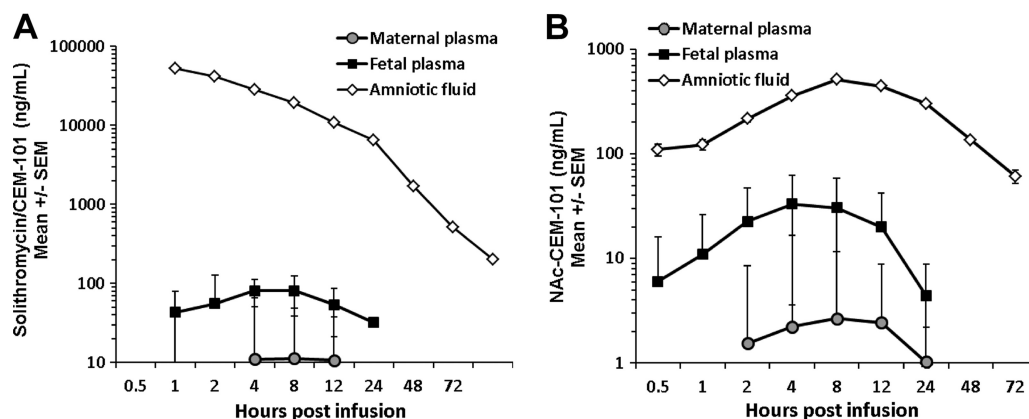 A
Solithromycin/CEM-101 (ng/mL)
Mean +/- SEM
100000
10000
1000
100
10
Maternal plasma
Fetal plasma
Amniotic fluid
0.5 1 2 4 8 12 24 48 72
Hours post infusion
B
NAc-CEM-101 (ng/mL)
Mean +/- SEM
1000
100
10
1
Maternal plasma
Fetal plasma
Amniotic fluid
0.5 1 2 4 8 12 24 48 72
Hours post infusion